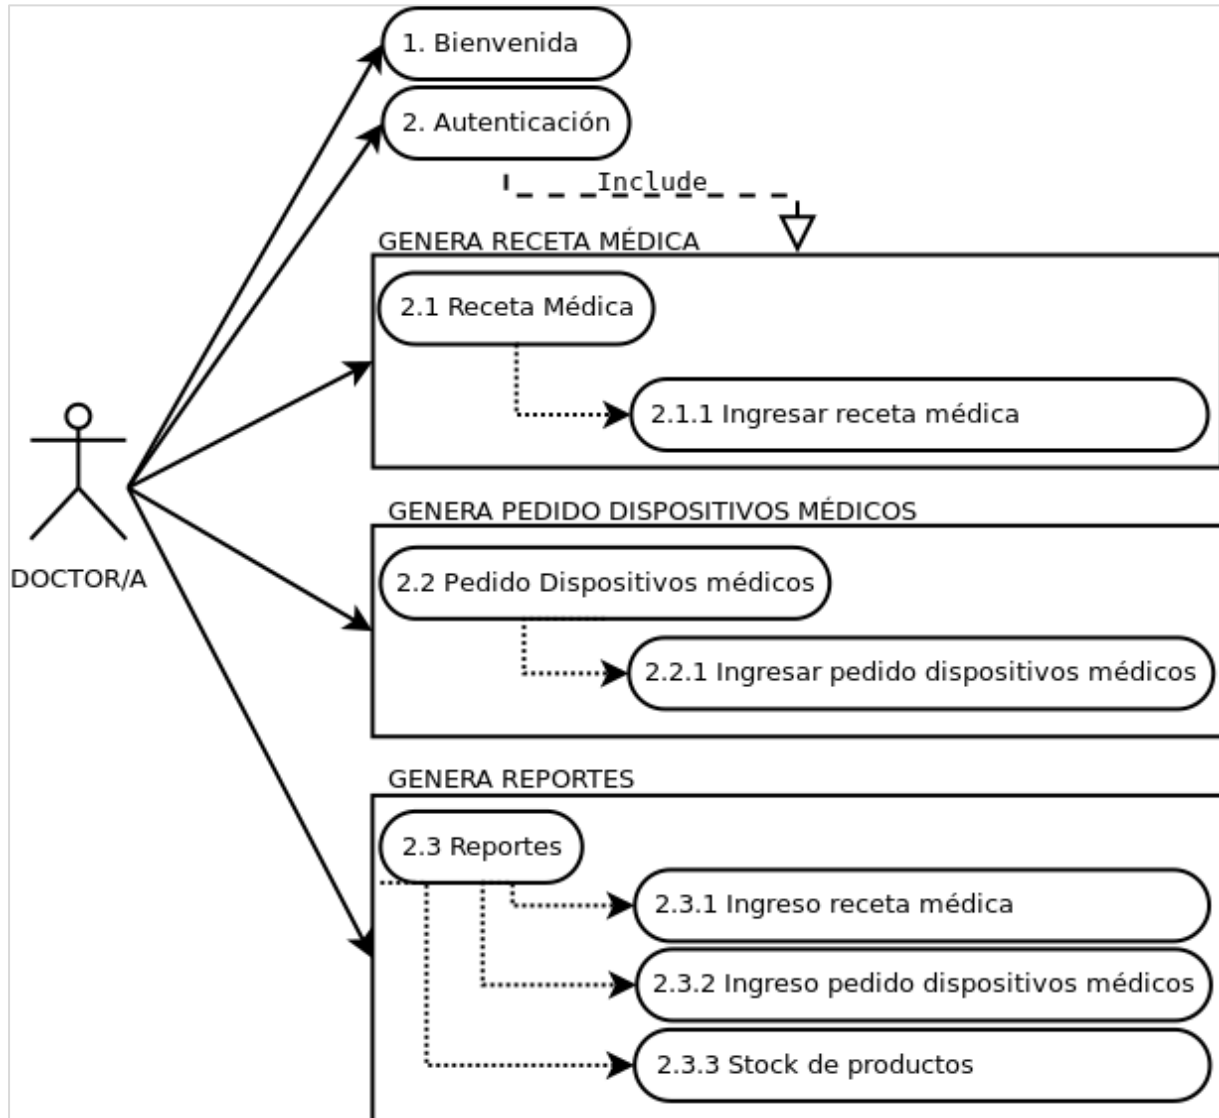 1. Bienvenida
2. Autenticación
Include
GENERA RECETA MÉDICA
2.1 Receta Médica
2.1.1 Ingresar receta médica
DOCTOR/A
GENERA PEDIDO DISPOSITIVOS MÉDICOS
2.2 Pedido Dispositivos médicos
2.2.1 Ingresar pedido dispositivos médicos
GENERA REPORTES
2.3 Reportes
2.3.1 Ingreso receta médica
2.3.2 Ingreso pedido dispositivos médicos
2.3.3 Stock de productos